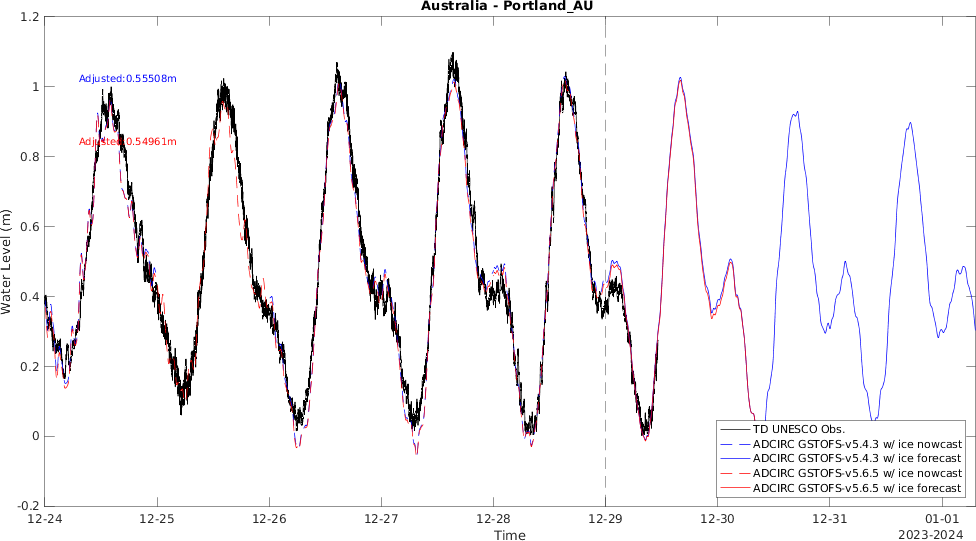 Australia - Portland_AU
1.2
1
0.8
0.6
0.4
0.2
0
-0.2
Water Level (m)
Adjusted:0.55508m
Adjusted:0.54961m
TD UNESCO Obs.
ADCIRC GSTOFS-v5.4.3 w/ ice nowcast
ADCIRC GSTOFS-v5.4.3 w/ ice forecast
ADCIRC GSTOFS-v5.6.5 w/ ice nowcast
ADCIRC GSTOFS-v5.6.5 w/ ice forecast
12-24 12-25 12-26 12-27 12-28 12-29 12-30 12-31 01-01
Time
2023-2024